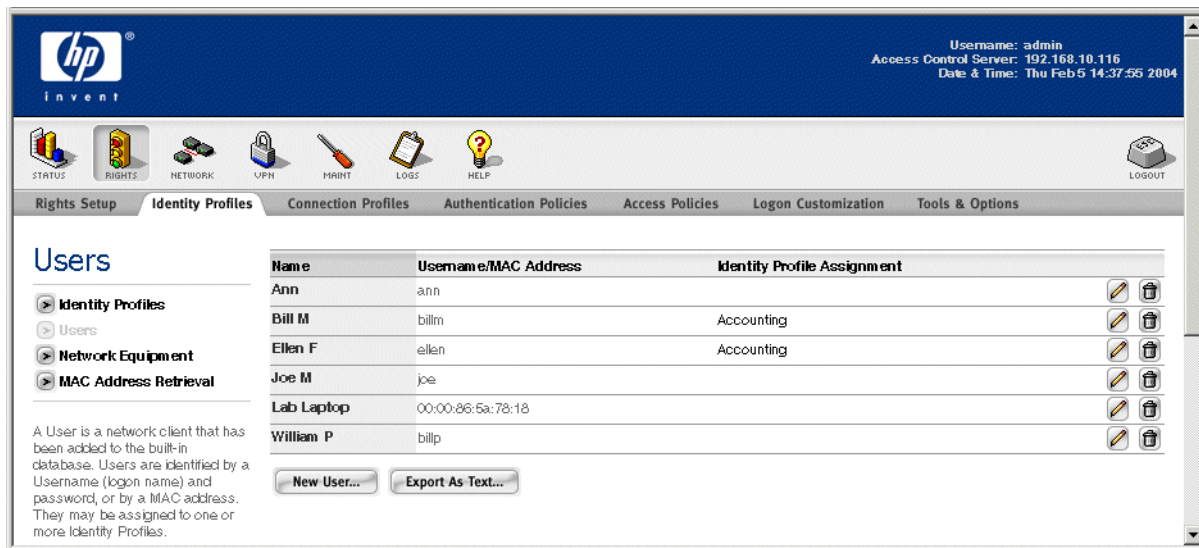 hp
®
invent
Username: admin
Access Control Server: 192.168.10.116
Date & Time: Thu Feb 5 14:37:55 2004
STATUS RIGHTS NETWORK VPN MAINT LOGS HELP LOGOUT
Rights Setup Identity Profiles Connection Profiles Authentication Policies Access Policies Logon Customization Tools & Options
Users
Identity Profiles
Users
Network Equipment
MAC Address Retrieval
A User is a network client that has
been added to the built-in
database. Users are identified by a
Username (logon name) and
password, or by a MAC address.
They may be assigned to one or
more Identity Profiles.
Name Username/MAC Address Identity Profile Assignment
Ann ann
Bill M billm Accounting
Ellen F ellen Accounting
Joe M joe
Lab Laptop 00:00:86:5a:78:18
William P billp
New User... Export As Text...